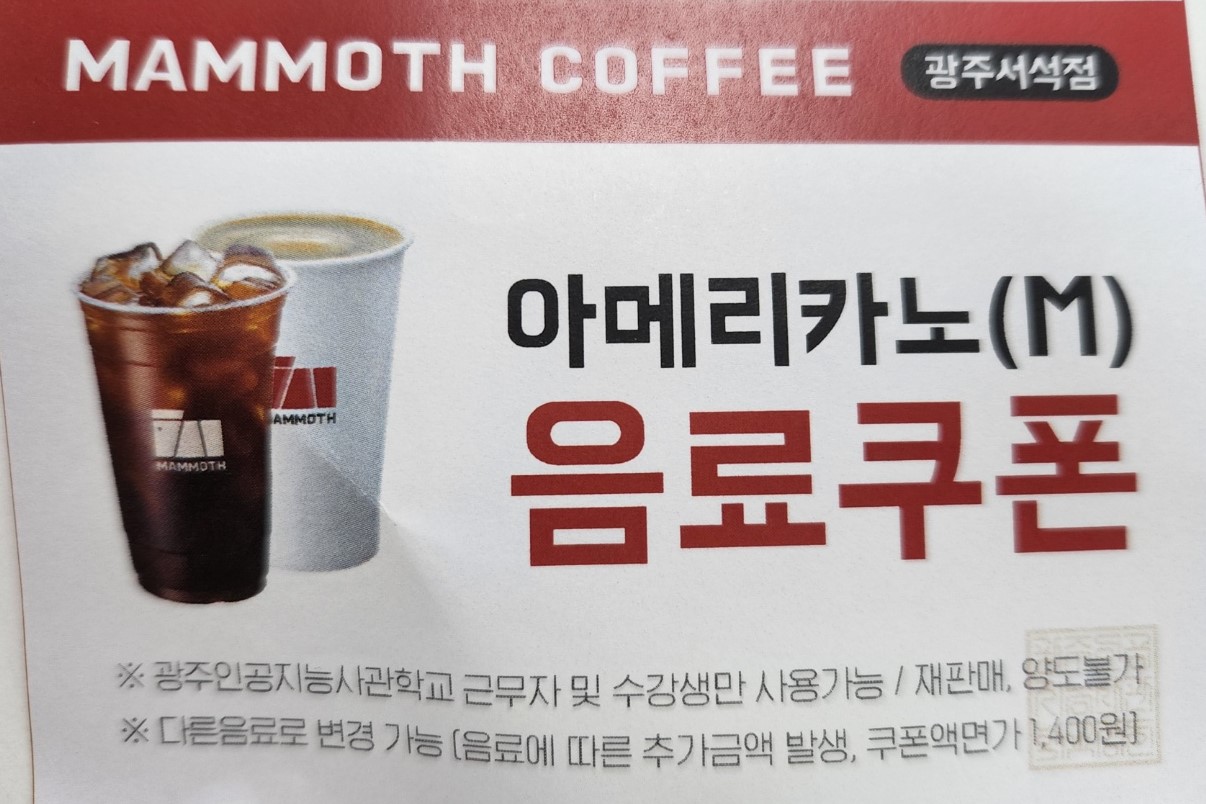 MAMMOTH COFFEE 광주서석점
아메리카노(M)
음료쿠폰
MAMMOTH
MAMMOTH
※ 광주인공지능사관학교 근무자 및 수강생만 사용가능 / 재판매, 양도불가
※ 다른음료로 변경 가능 (음료에 따른 추가금액 발생, 쿠폰액면가 1,400원)